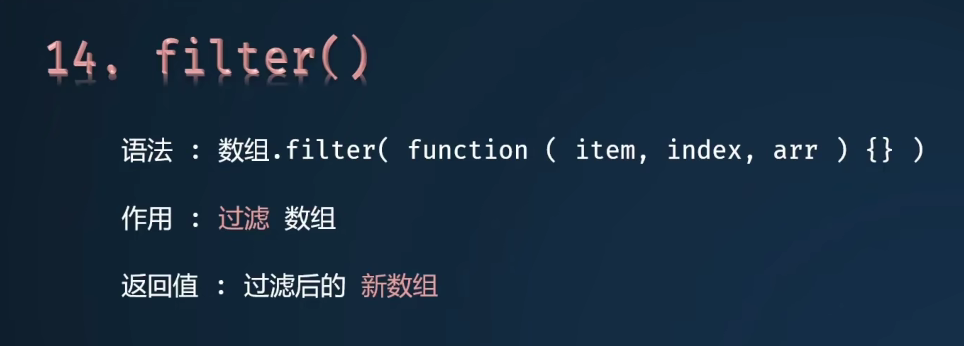 14. filter()
语法 : 数组.filter( function ( item, index, arr ) {} )
作用 : 过滤 数组
返回值 : 过滤后的 新数组